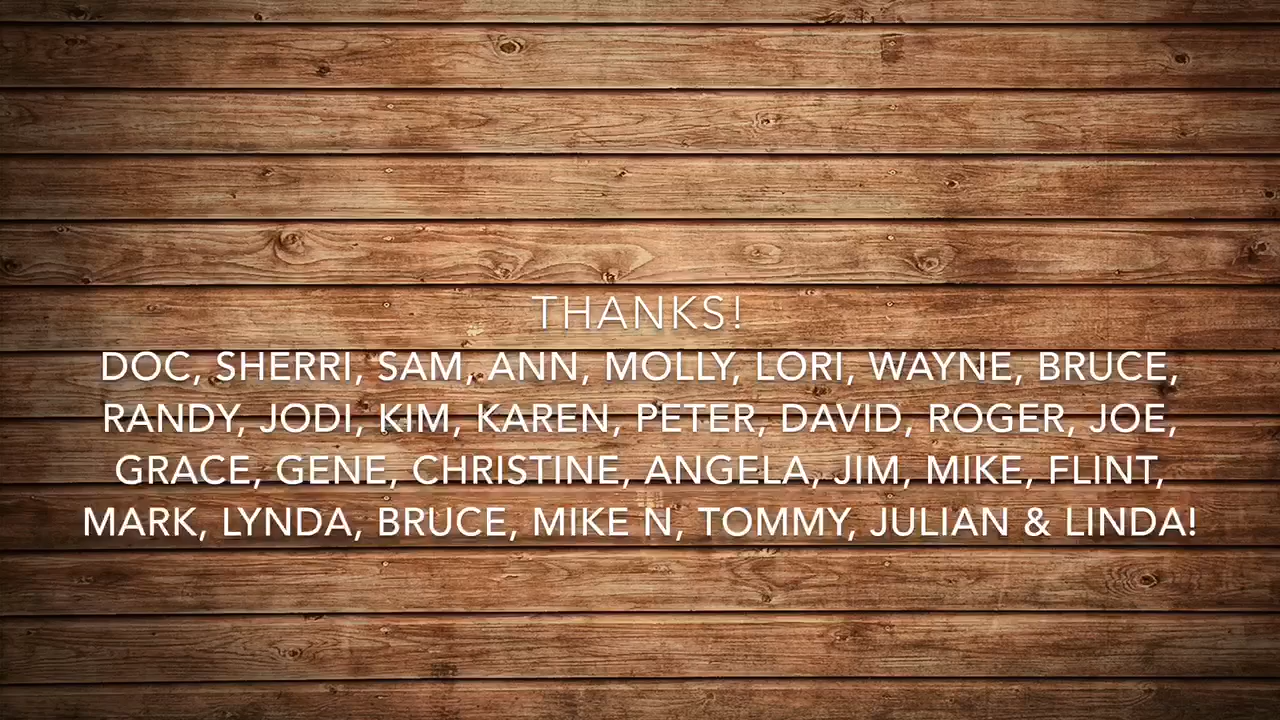 THANKS!
DOC, SHERRI, SAM, ANN, MOLLY, LORI, WAYNE, BRUCE,
RANDY, JODI, KIM, KAREN, PETER, DAVID, ROGER, JOE,
GRACE, GENE, CHRISTINE, ANGELA, JIM, MIKE, FLINT,
MARK, LYNDA, BRUCE, MIKE N, TOMMY, JULIAN & LINDA!